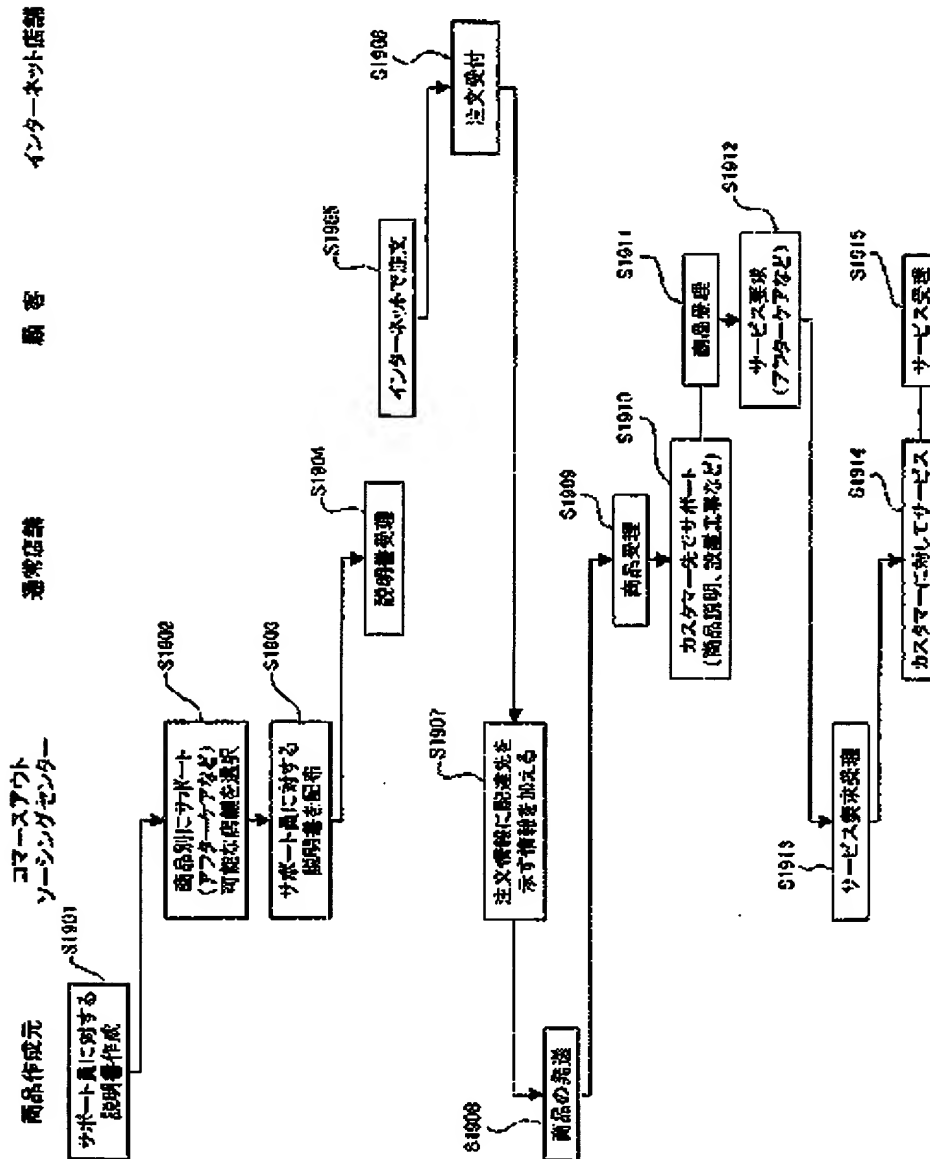 商品作成元
コマースアウト
ソーシングセンター
通常店舗
顧客
インターネット店舗
S1901
サポート員に対する
説明書作成
S1902
商品別にサポート
(アフターケアなど)
可能な店舗を選択
S1903
サポート員に対する
説明書を配布
S1904
説明書受理
S1905
インターネットで注文
S1906
注文受付
S1907
注文情報に配達先を
示す情報を加える
S1908
商品の発送
S1909
商品受理
S1910
カスタマー先でサポート
(商品説明、設置工事など)
S1911
商品受理
S1912
サービス要求
(アフターケアなど)
S1913
サービス要求受理
S1914
カスタマーに対してサービス
S1915
サービス受理